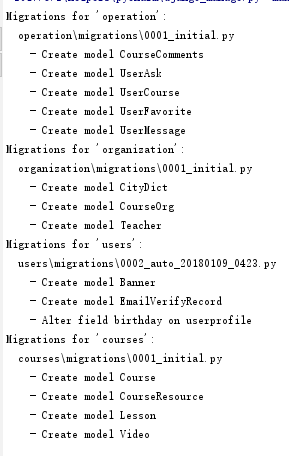 Migrations for 'operation':
operation\migrations\0001_initial.py
- Create model CourseComments
- Create model UserAsk
- Create model UserCourse
- Create model UserFavorite
- Create model UserMessage
Migrations for 'organization':
organization\migrations\0001_initial.py
- Create model CityDict
- Create model CourseOrg
- Create model Teacher
Migrations for 'users':
users\migrations\0002_auto_20180109_0423.py
- Create model Banner
- Create model EmailVerifyRecord
- Alter field birthday on userprofile
Migrations for 'courses':
courses\migrations\0001_initial.py
- Create model Course
- Create model CourseResource
- Create model Lesson
- Create model Video